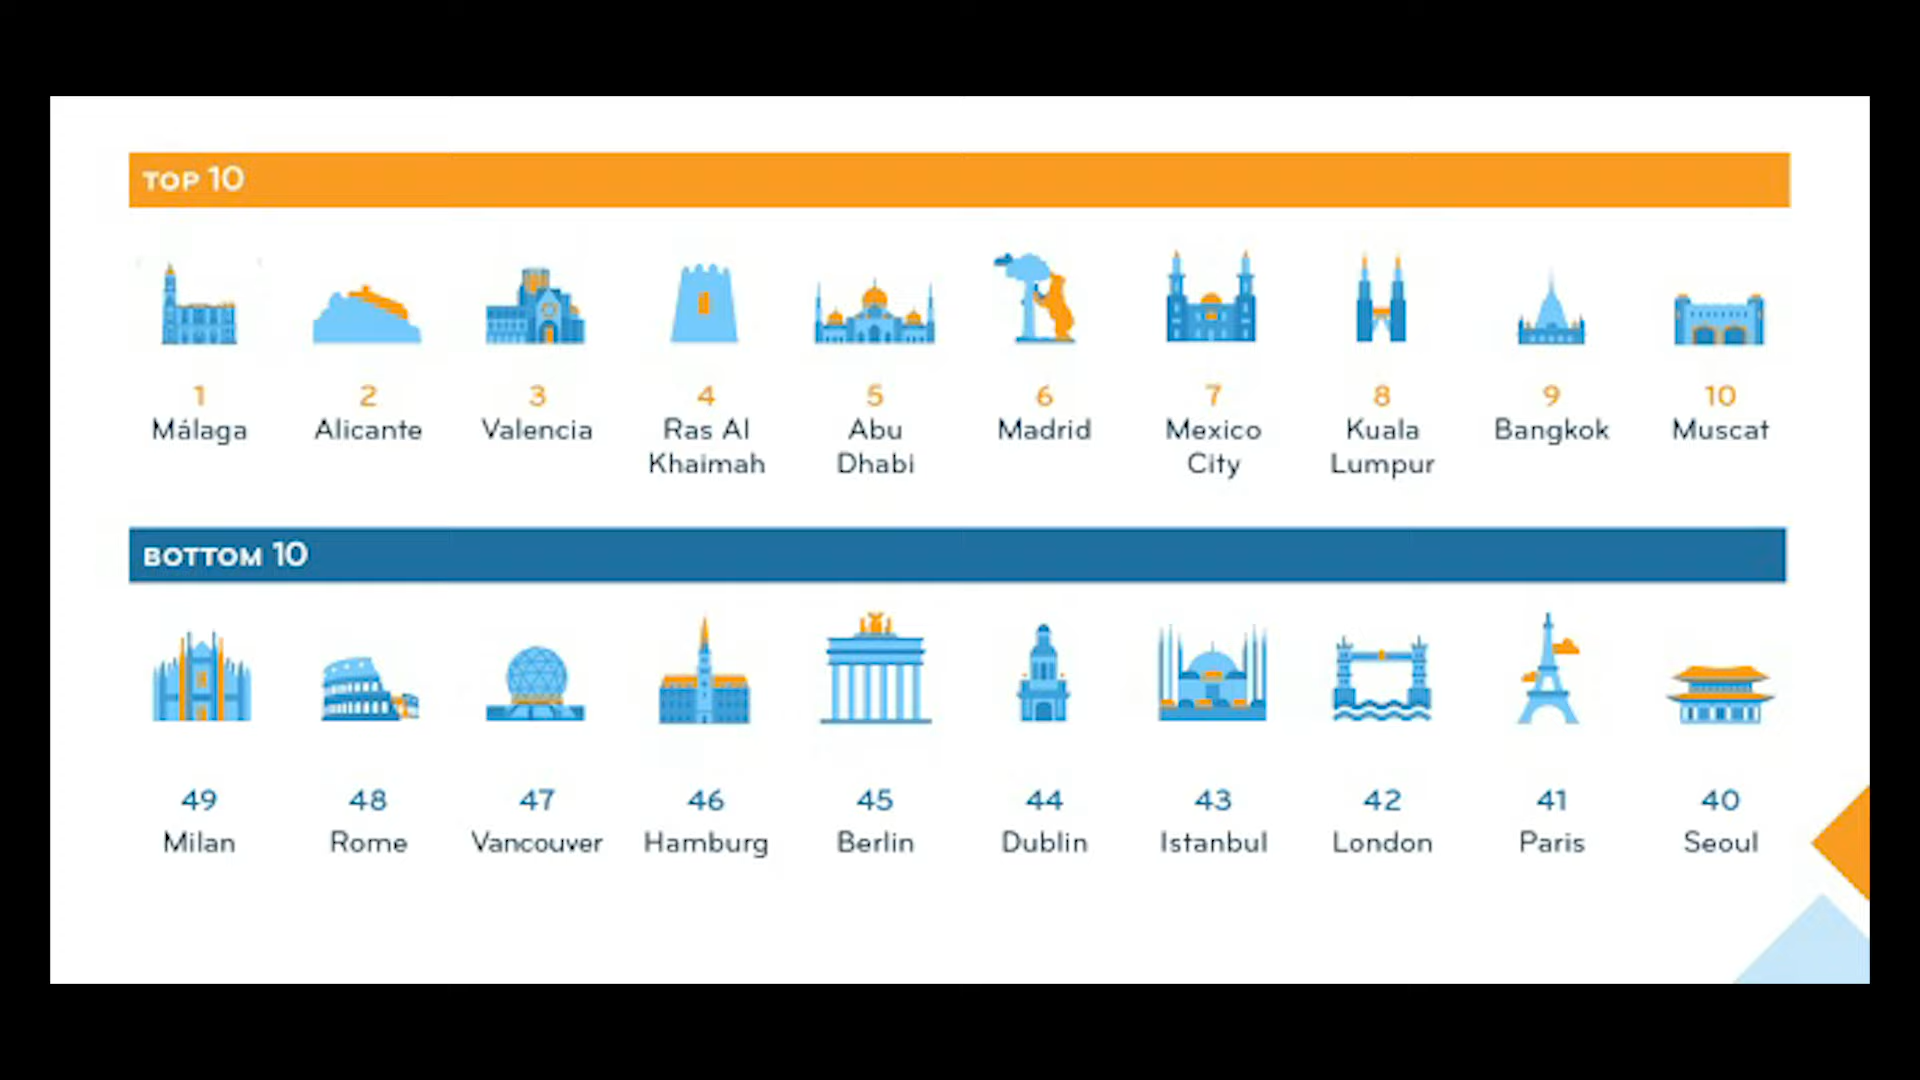 TOP 10
1 2 3 4 5 6 7 8 9 10
Málaga Alicante Valencia Ras Al Abu Madrid Mexico Kuala Bangkok Muscat
Khaimah Dhabi City Lumpur
BOTTOM 10
49 48 47 46 45 44 43 42 41 40
Milan Rome Vancouver Hamburg Berlin Dublin Istanbul London Paris Seoul